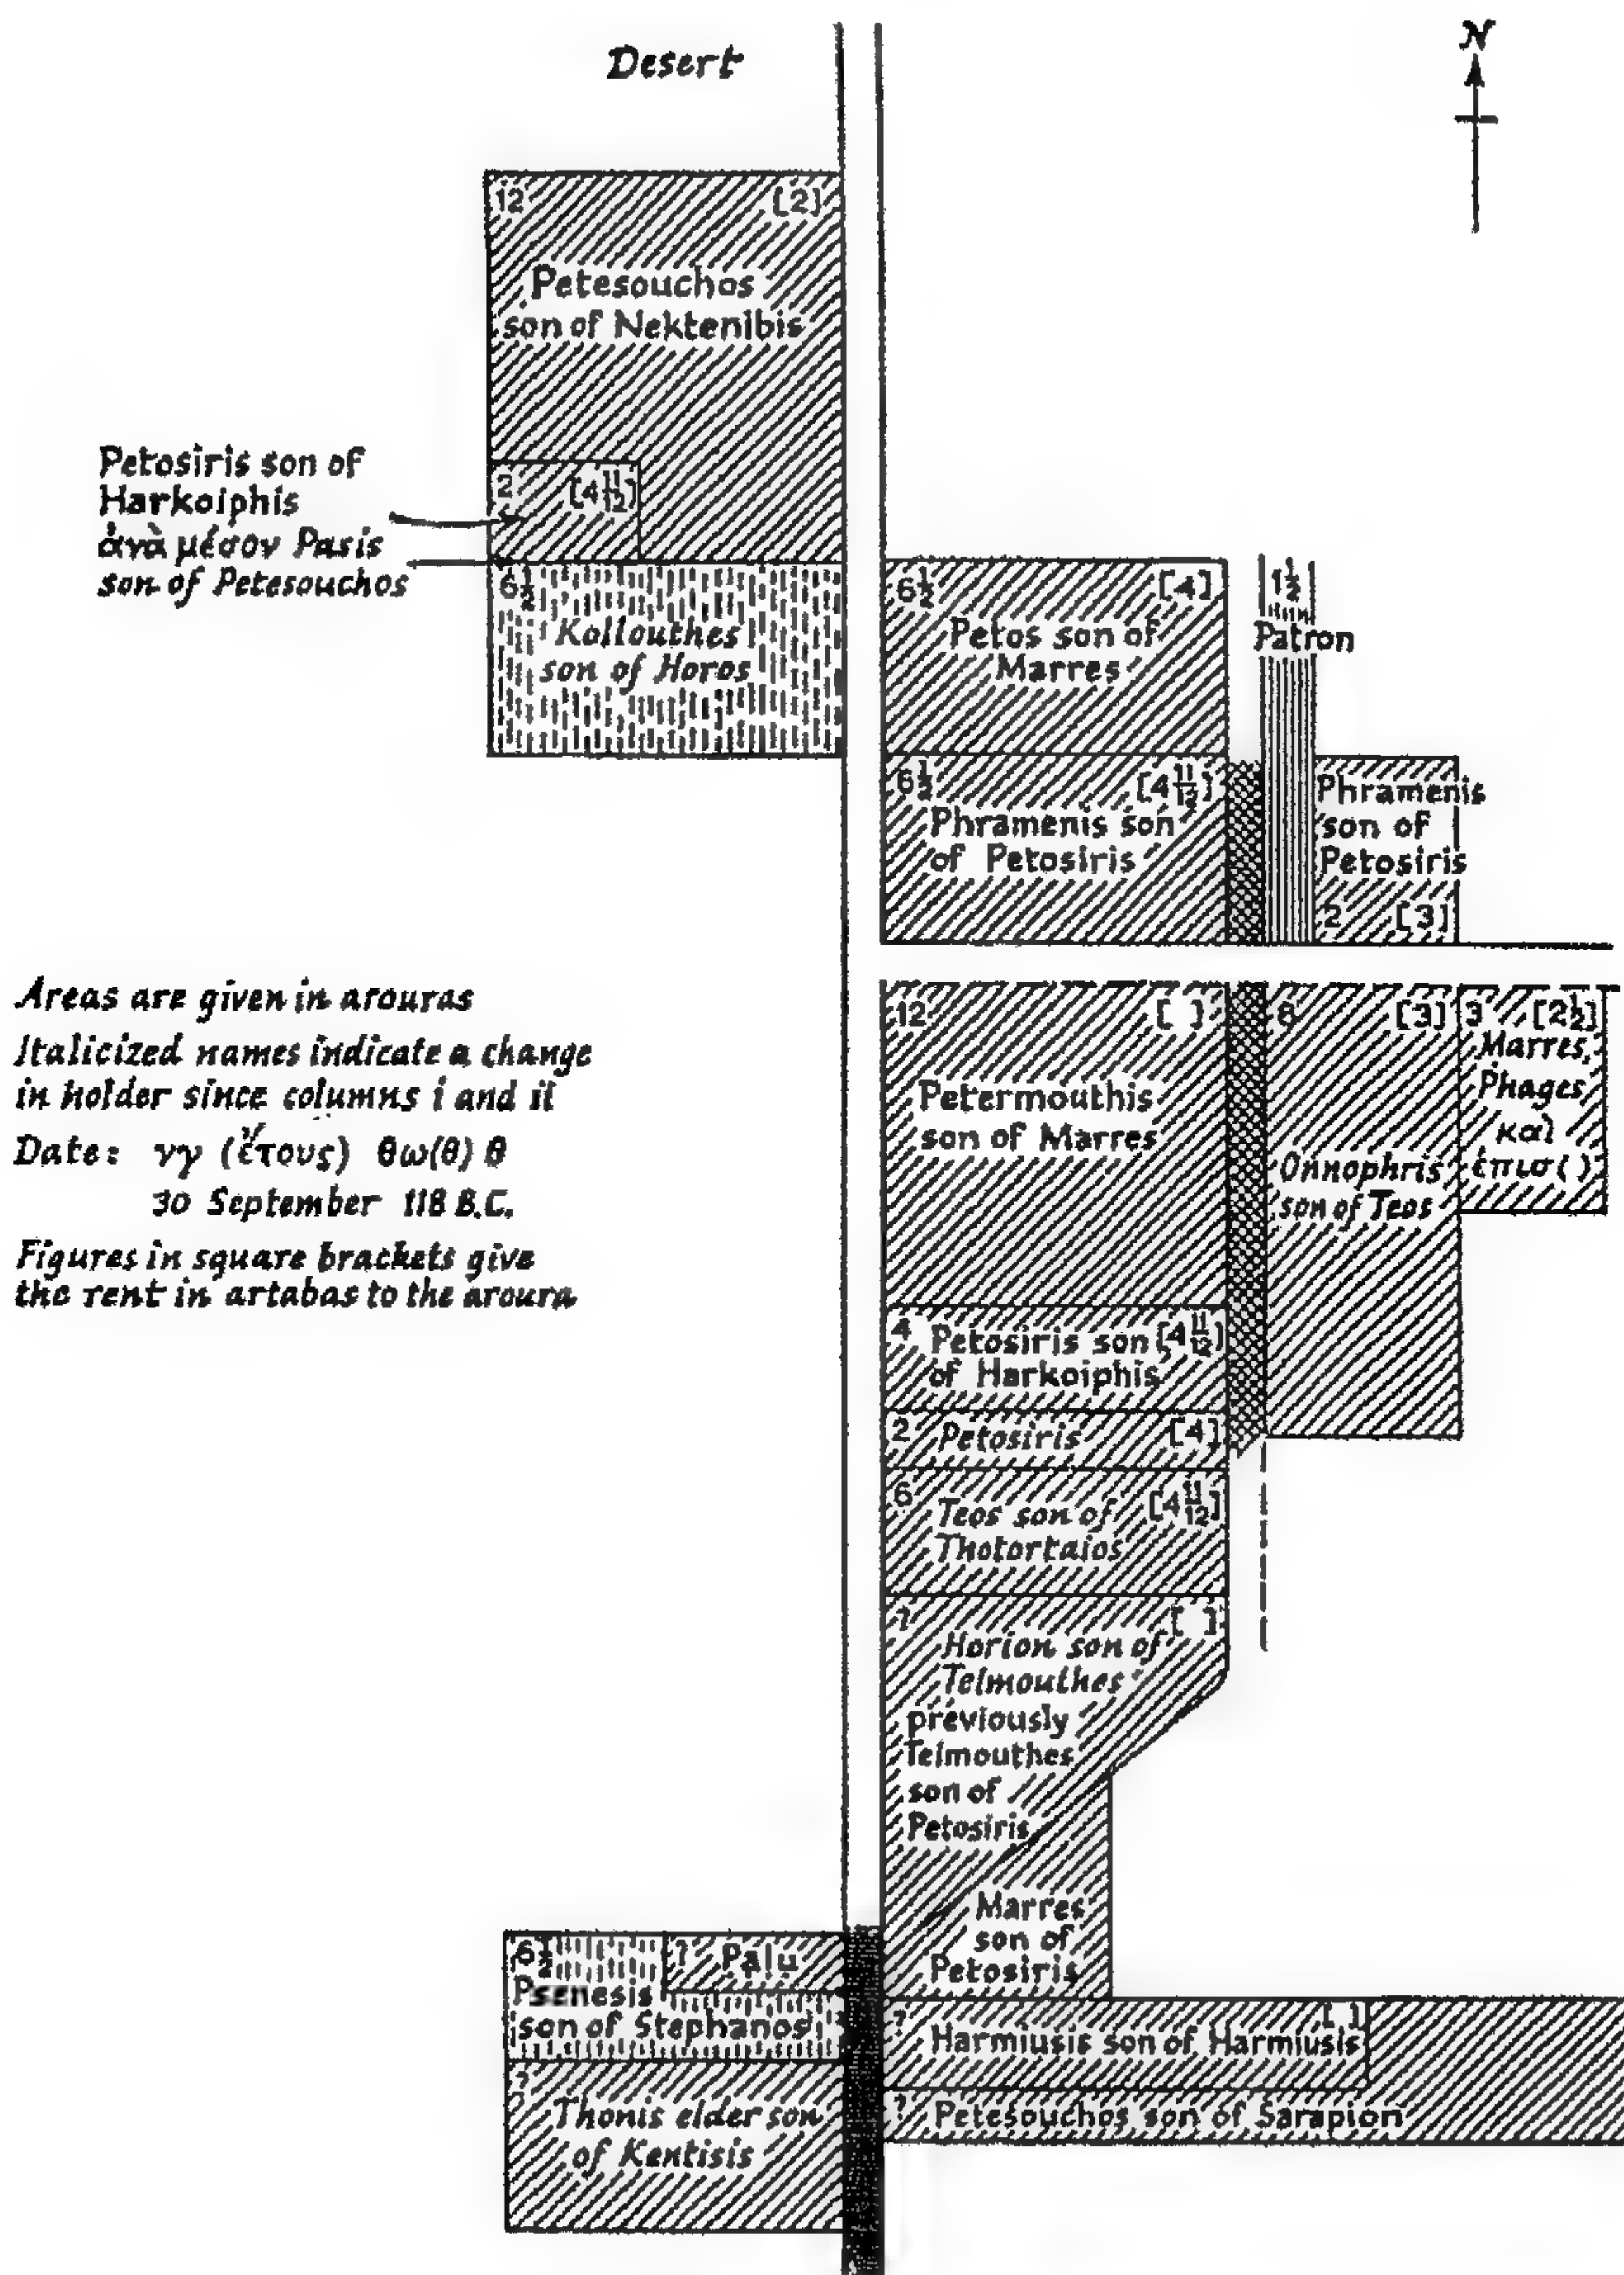 Desert
N
12 [2]
Petesouchos
son of Nektenibis
Petosiris son of
Harkoiphis
ἀνὰ μέσον Pasis
son of Petesouchos
2 [4 11/12]
6½
Kollouthes
son of Horos
6½ [4]
Petos son of
Marres
1½
Patron
6½ [4 11/12]
Phramenis son
of Petosiris
Phramenis
son of
Petosiris
2 [3]
Areas are given in arouras
Italicized names indicate a change
in holder since columns i and ii
Date: νγ (ἔτους) θω(θ) θ
30 September 118 B.C.
Figures in square brackets give
the rent in artabas to the aroura
12 [ ]
Petermouthis
son of Marres
8 [3]
Onnophris
son of Teos
3 [2½]
Marres,
Phages
καὶ
ἐπισ( )
4 Petosiris son [4 11/12]
of Harkoiphis
2 Petosiris [4]
6 Teos son of [4 11/12]
Thotortaios
? [ ]
Horion son of
Telmouthes
previously
Telmouthes
son of
Petosiris
Marres
son of
Petosiris
6½ ? Pạlụ
Psenesis
son of Stephanos
?
Thonis elder son
of Kentisis
? [ ]
Harmiusis son of Harmiusis
? Petesouchos son of Sarapion